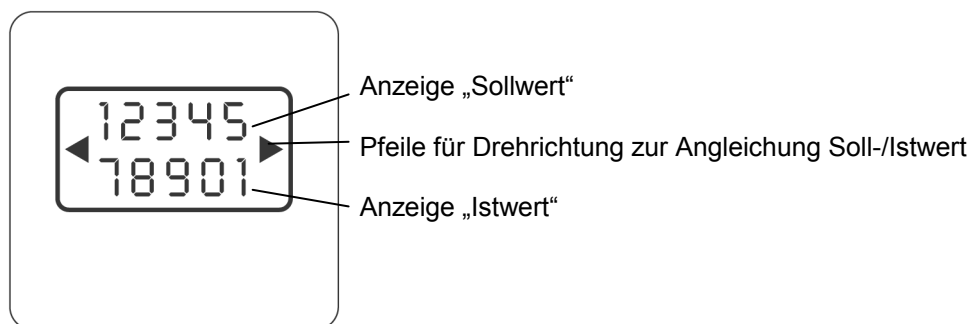 12345
78901
Anzeige „Sollwert“
Pfeile für Drehrichtung zur Angleichung Soll-/Istwert
Anzeige „Istwert“